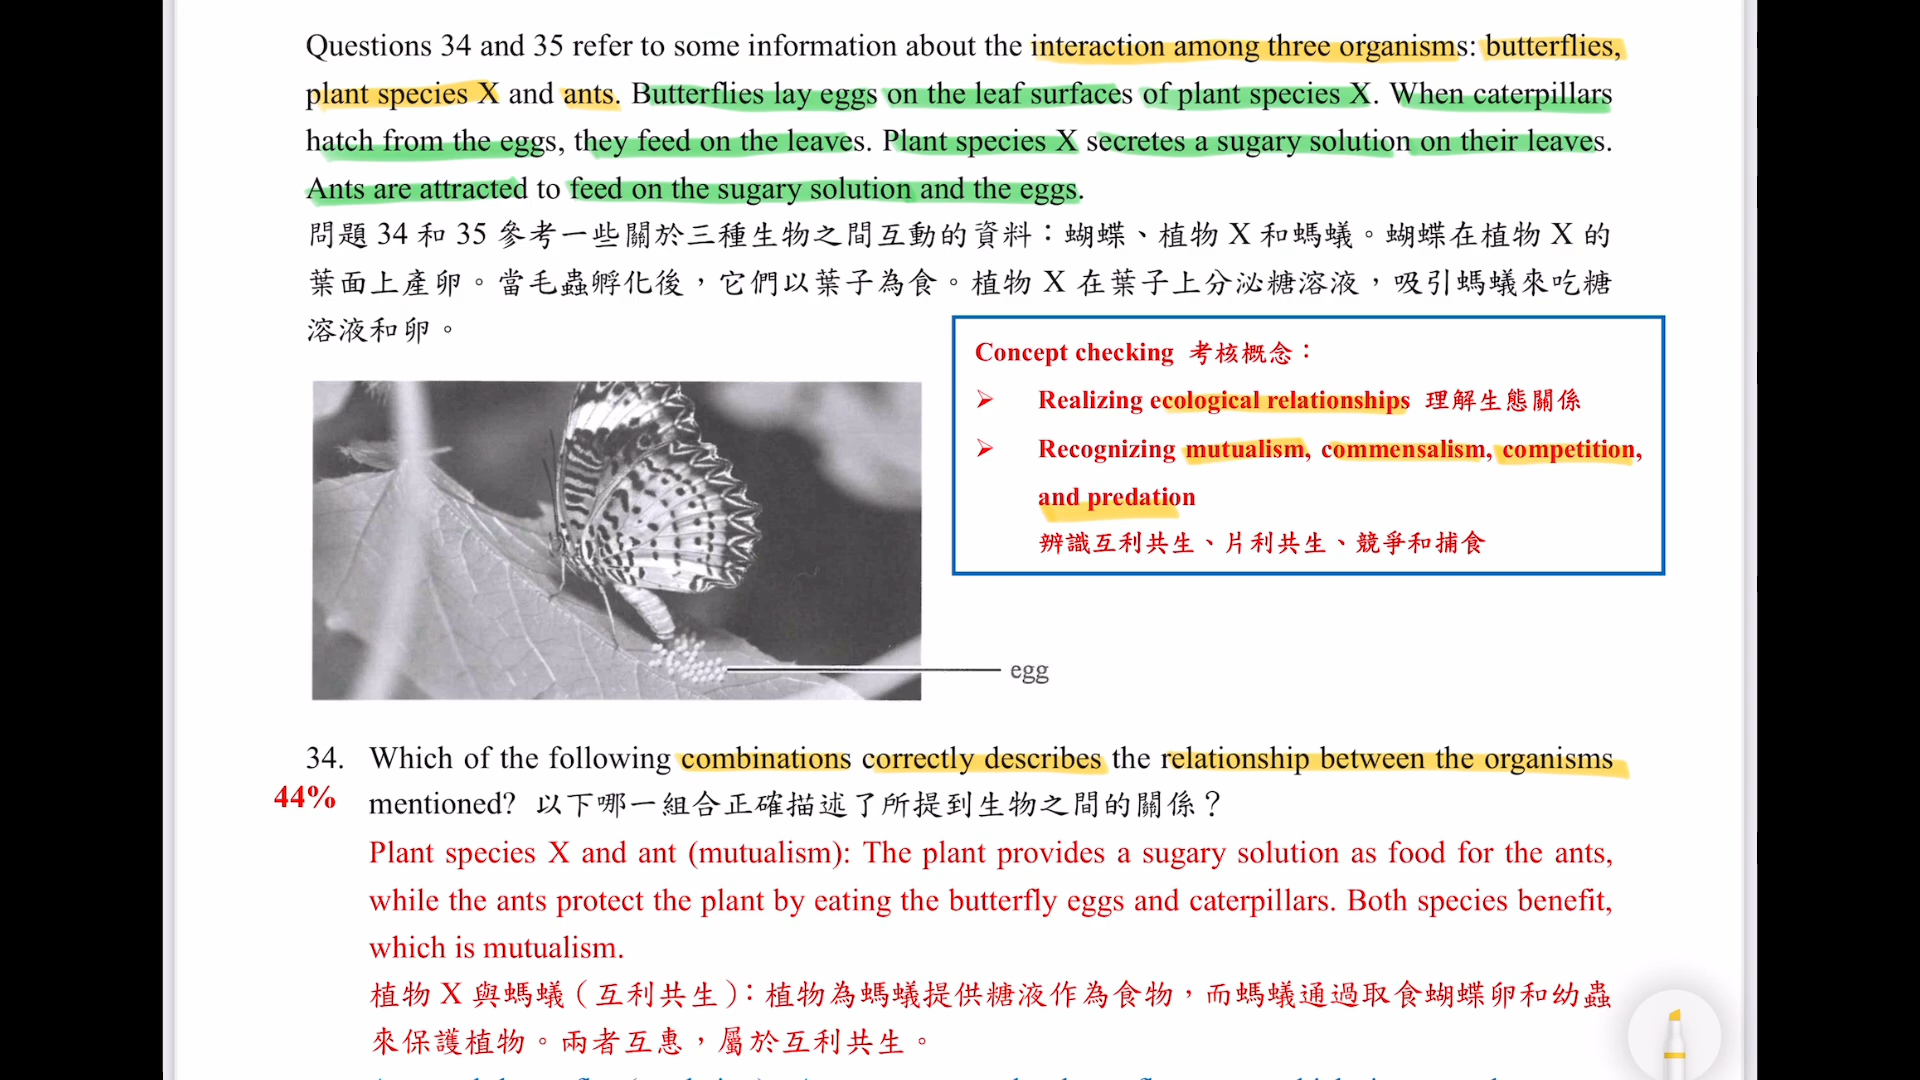 Questions 34 and 35 refer to some information about the interaction among three organisms: butterflies,
plant species X and ants. Butterflies lay eggs on the leaf surfaces of plant species X. When caterpillars
hatch from the eggs, they feed on the leaves. Plant species X secretes a sugary solution on their leaves.
Ants are attracted to feed on the sugary solution and the eggs.
問題 34 和 35 參考一些關於三種生物之間互動的資料：蝴蝶、植物 X 和螞蟻。蝴蝶在植物 X 的
葉面上產卵。當毛蟲孵化後，它們以葉子為食。植物 X 在葉子上分泌糖溶液，吸引螞蟻來吃糖
溶液和卵。
Concept checking 考核概念：
➢ Realizing ecological relationships 理解生態關係
➢ Recognizing mutualism, commensalism, competition,
and predation
辨識互利共生、片利共生、競爭和捕食
egg
34. Which of the following combinations correctly describes the relationship between the organisms
44% mentioned? 以下哪一組合正確描述了所提到生物之間的關係？
Plant species X and ant (mutualism): The plant provides a sugary solution as food for the ants,
while the ants protect the plant by eating the butterfly eggs and caterpillars. Both species benefit,
which is mutualism.
植物 X 與螞蟻（互利共生）：植物為螞蟻提供糖液作為食物，而螞蟻通過取食蝴蝶卵和幼蟲
來保護植物。兩者互惠，屬於互利共生。